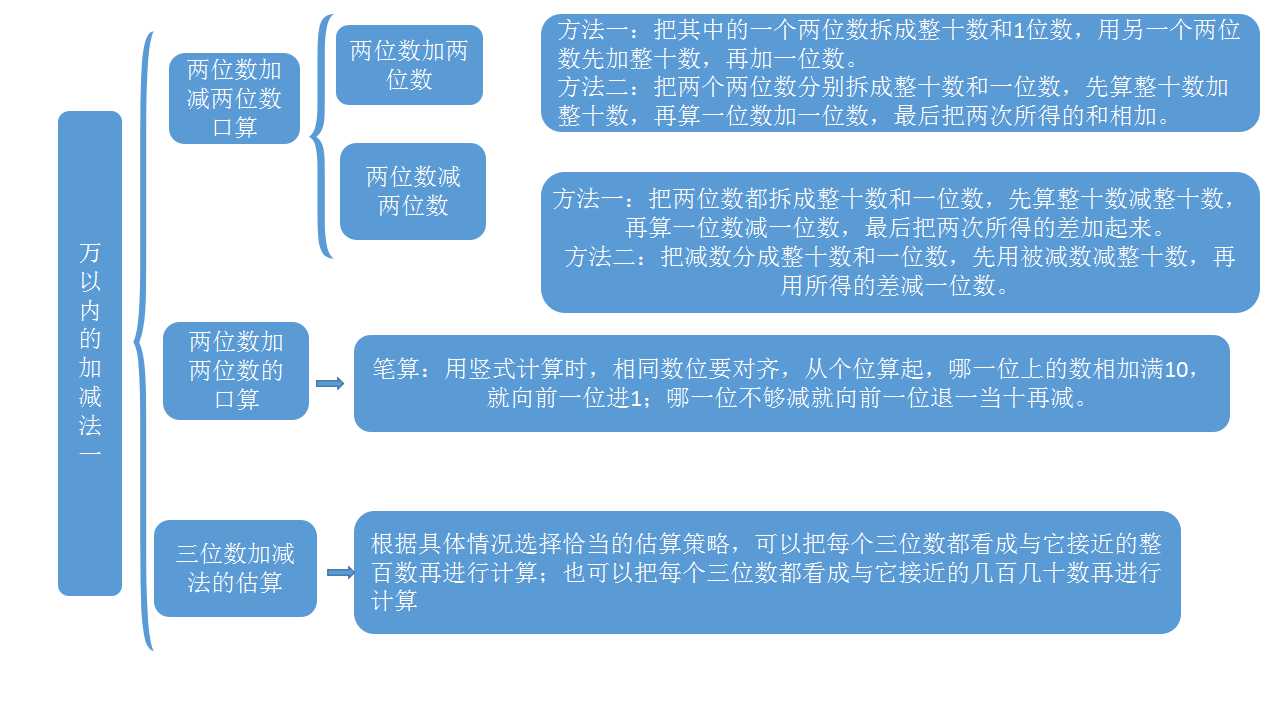 万
以
内
的
加
减
法
一
两位数加
减两位数
口算
两位数加两
位数
方法一：把其中的一个两位数拆成整十数和1位数，用另一个两位
数先加整十数，再加一位数。
方法二：把两个两位数分别拆成整十数和一位数，先算整十数加
整十数，再算一位数加一位数，最后把两次所得的和相加。
两位数减
两位数
方法一：把两位数都拆成整十数和一位数，先算整十数减整十数，
再算一位数减一位数，最后把两次所得的差加起来。
方法二：把减数分成整十数和一位数，先用被减数减整十数，再
用所得的差减一位数。
两位数加
两位数的
口算
笔算：用竖式计算时，相同数位要对齐，从个位算起，哪一位上的数相加满10，
就向前一位进1；哪一位不够减就向前一位退一当十再减。
三位数加减
法的估算
根据具体情况选择恰当的估算策略，可以把每个三位数都看成与它接近的整
百数再进行计算；也可以把每个三位数都看成与它接近的几百几十数再进行
计算